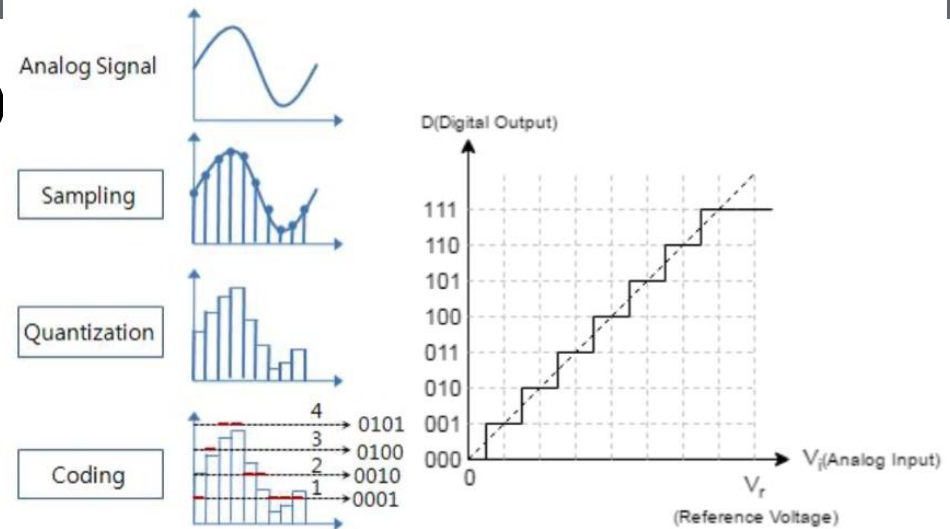 Analog Signal
Sampling
Quantization
Coding
4
0101
3
0100
2
0010
1
0001
D(Digital Output)
111
110
101
100
011
010
001
000
0
Vi(Analog Input)
Vr
(Reference Voltage)